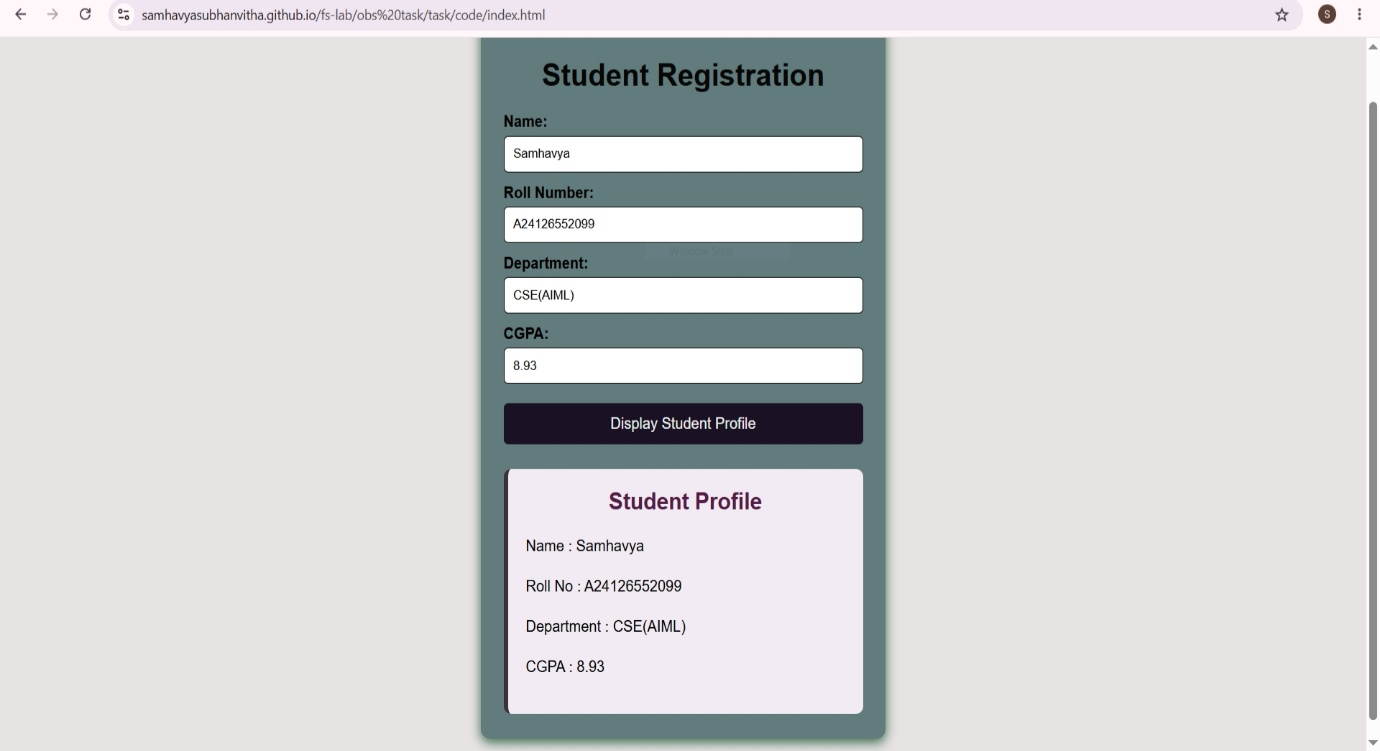 samhavyasubhanvitha.github.io/fs-lab/obs%20task/task/code/index.html
S
Student Registration
Name:
Samhavya
Roll Number:
A24126552099
Department:
CSE(AIML)
CGPA:
8.93
Display Student Profile
Student Profile
Name : Samhavya
Roll No : A24126552099
Department : CSE(AIML)
CGPA : 8.93